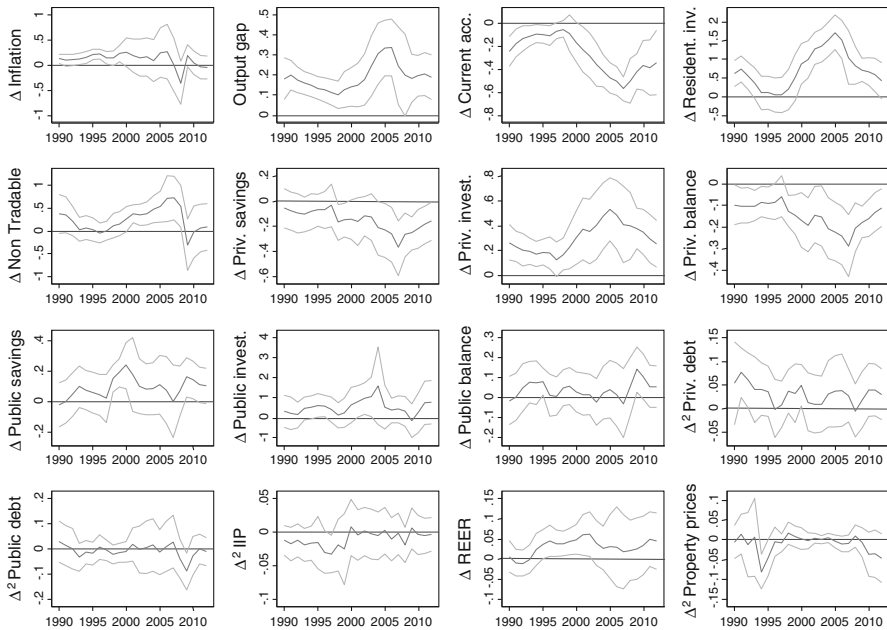 Δ Inflation
1 .5 0 -.5 -1
1990 1995 2000 2005 2010
Output gap
.5 .4 .3 .2 .1 0
1990 1995 2000 2005 2010
Δ Current acc.
0 -.2 -.4 -.6 -.8
1990 1995 2000 2005 2010
Δ Resident. inv.
2 1.5 1 .5 0 -.5
1990 1995 2000 2005 2010
Δ Non Tradable
1 .5 0 -.5 -1
1990 1995 2000 2005 2010
Δ Priv. savings
.2 0 -.2 -.4 -.6
1990 1995 2000 2005 2010
Δ Priv. invest.
.8 .6 .4 .2 0
1990 1995 2000 2005 2010
Δ Priv. balance
0 -.1 -.2 -.3 -.4
1990 1995 2000 2005 2010
Δ Public savings
.4 .2 0 -.2
1990 1995 2000 2005 2010
Δ Public invest.
4 3 2 1 0 -1
1990 1995 2000 2005 2010
Δ Public balance
.3 .2 .1 0 -.1 -.2
1990 1995 2000 2005 2010
Δ² Priv. debt
.15 .1 .05 0 -.05
1990 1995 2000 2005 2010
Δ² Public debt
.2 .1 0 -.1 -.2
1990 1995 2000 2005 2010
Δ² IIP
.05 0 -.05 -.1
1990 1995 2000 2005 2010
Δ REER
.15 .1 .05 0 -.05 -.1
1990 1995 2000 2005 2010
Δ² Property prices
.1 .05 0 -.05 -.1 -.15
1990 1995 2000 2005 2010